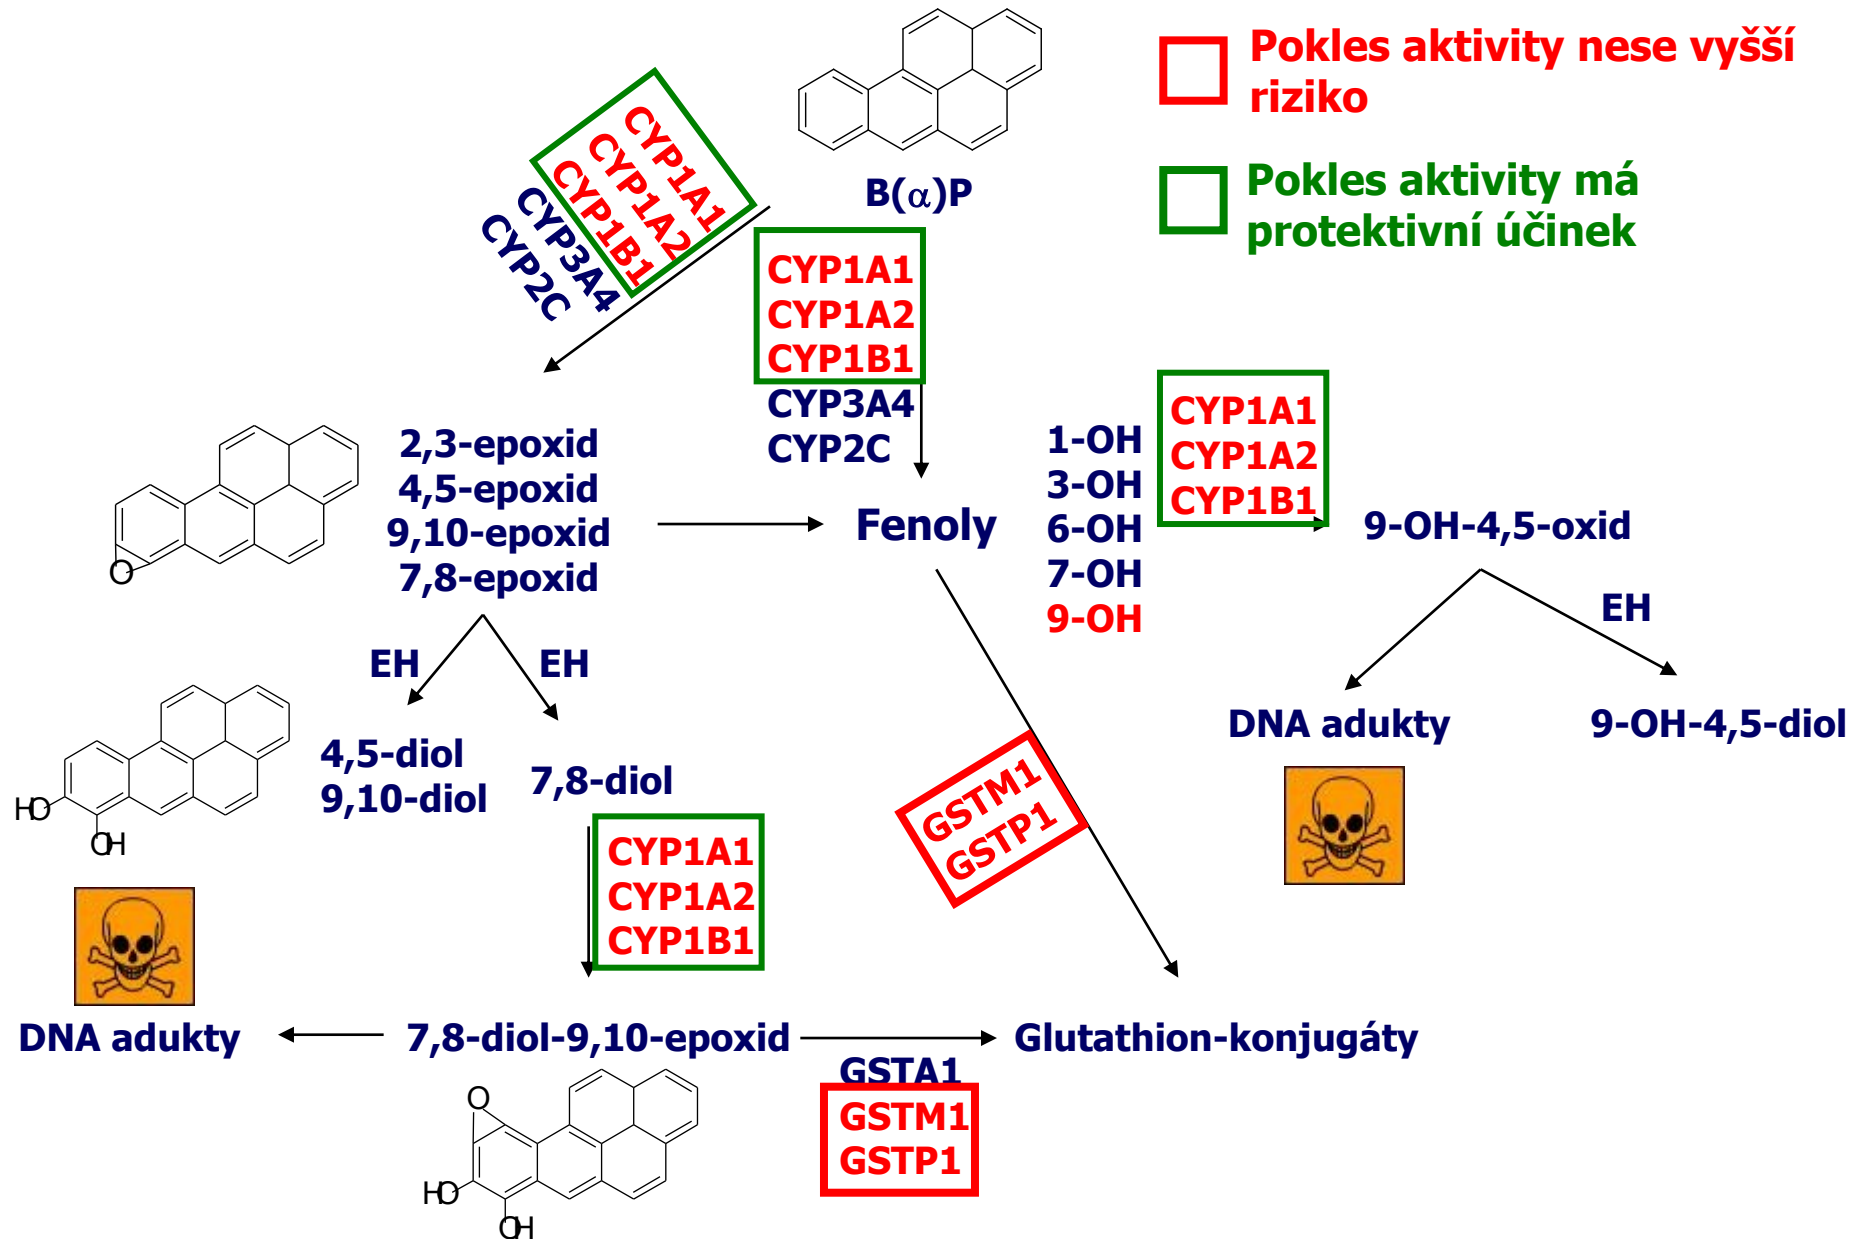 Pokles aktivity nese vyšší
riziko
Pokles aktivity má
protektivní účinek
B(α)P
CYP1A1
CYP1A2
CYP1B1
CYP3A4
CYP2C
CYP1A1
CYP1A2
CYP1B1
CYP3A4
CYP2C
2,3-epoxid
4,5-epoxid
9,10-epoxid
7,8-epoxid
O
Fenoly
1-OH
3-OH
6-OH
7-OH
9-OH
CYP1A1
CYP1A2
CYP1B1
9-OH-4,5-oxid
EH
EH
EH
DNA adukty
9-OH-4,5-diol
HO
OH
4,5-diol
9,10-diol
7,8-diol
GSTM1
GSTP1
CYP1A1
CYP1A2
CYP1B1
DNA adukty
7,8-diol-9,10-epoxid
Glutathion-konjugáty
GSTA1
GSTM1
GSTP1
O
HO
OH